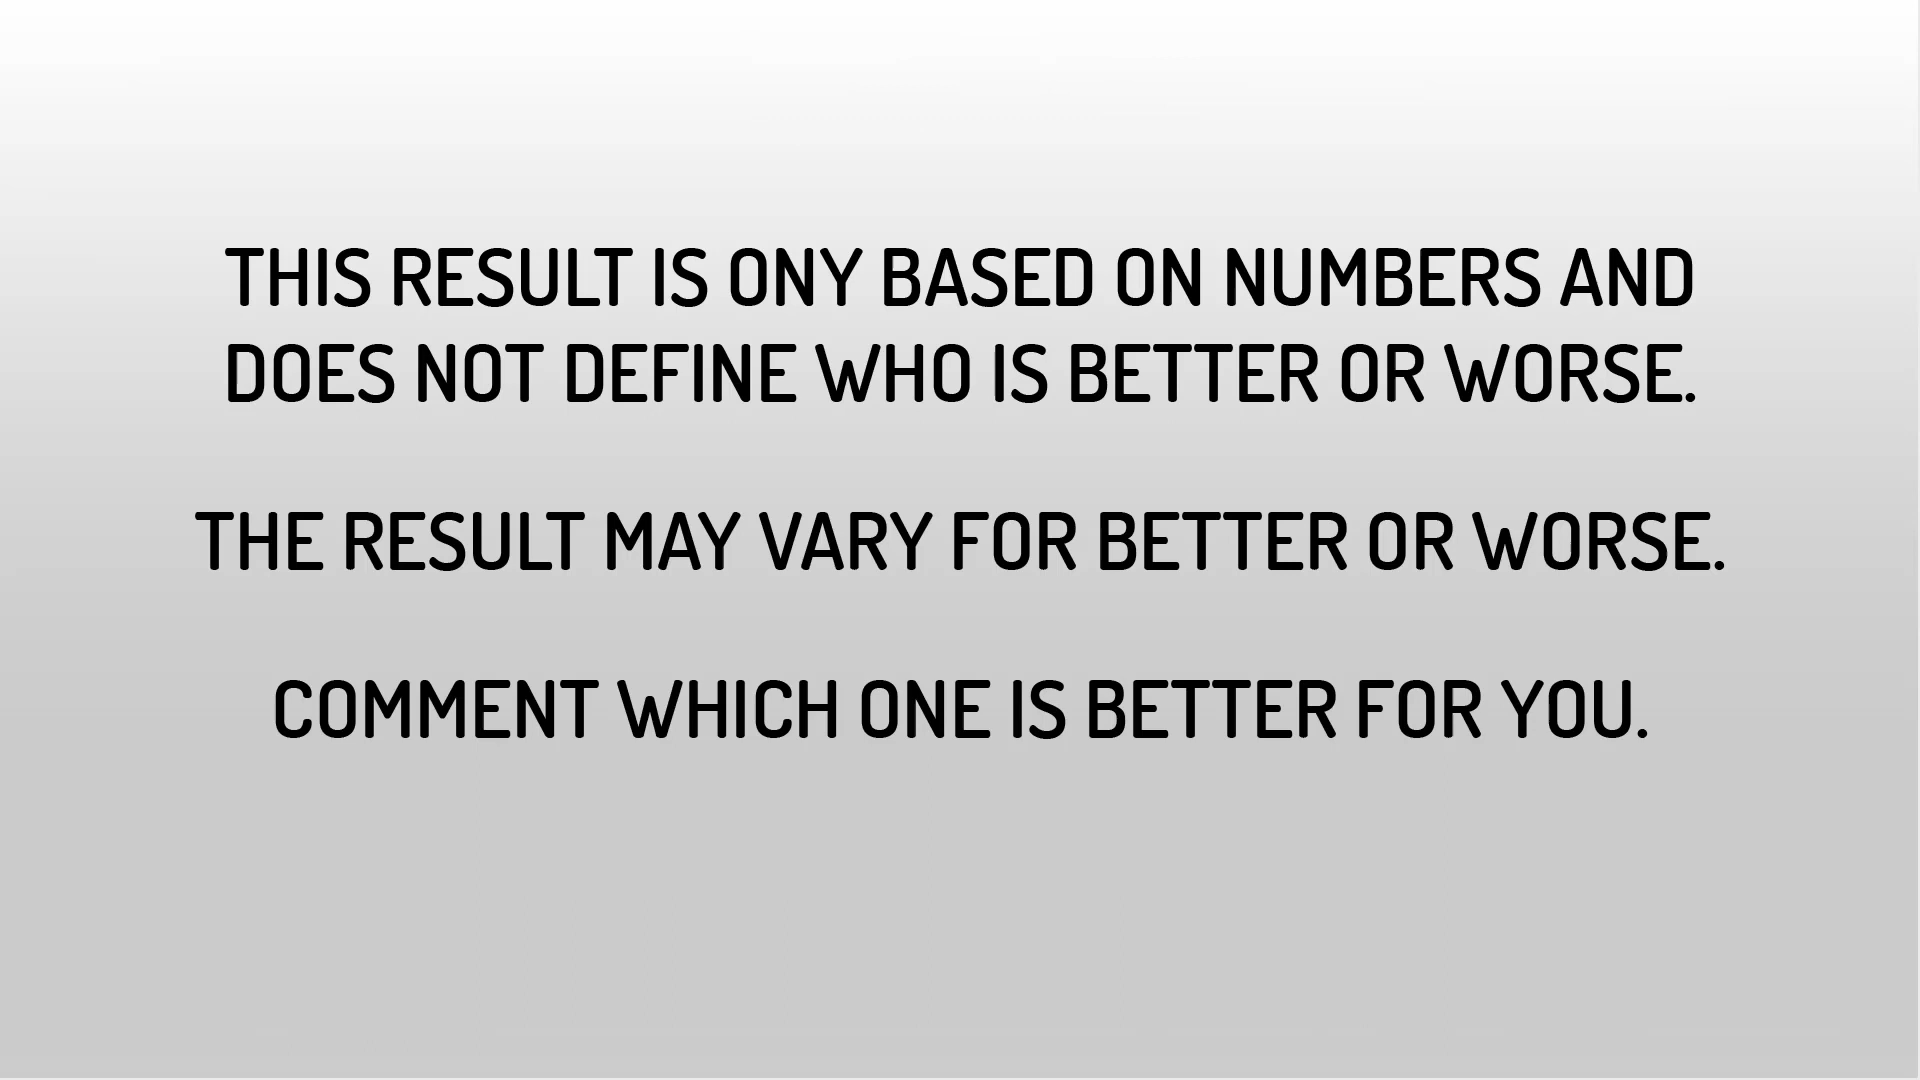 THIS RESULT IS ONY BASED ON NUMBERS AND
DOES NOT DEFINE WHO IS BETTER OR WORSE.
THE RESULT MAY VARY FOR BETTER OR WORSE.
COMMENT WHICH ONE IS BETTER FOR YOU.